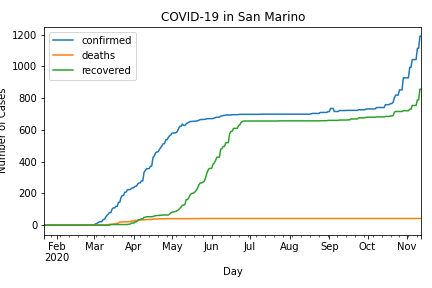 COVID-19 in San Marino
confirmed
deaths
recovered
1200
1000
800
600
400
200
0
Number of Cases
Feb
2020
Mar
Apr
May
Jun
Jul
Aug
Sep
Oct
Nov
Day